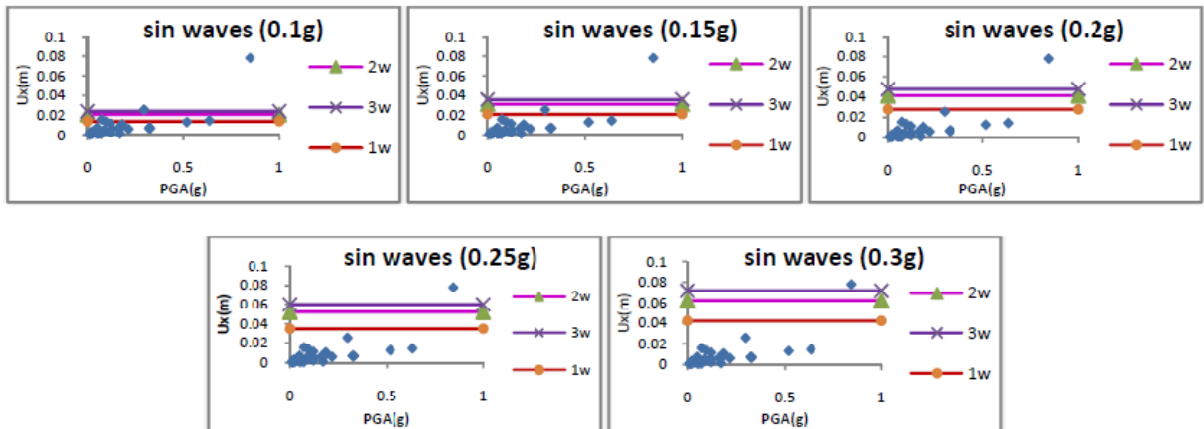 sin waves (0.1g)
0.1
0.08
0.06
0.04
0.02
0
Ux(m)
0 0.5 1
PGA(g)
2w
3w
1w
sin waves (0.15g)
0.1
0.08
0.06
0.04
0.02
0
Ux(m)
0 0.5 1
PGA(g)
2w
3w
1w
sin waves (0.2g)
0.1
0.08
0.06
0.04
0.02
0
Ux(m)
0 0.5 1
PGA(g)
2w
3w
1w
sin waves (0.25g)
0.1
0.08
0.06
0.04
0.02
0
Ux(m)
0 0.5 1
PGA(g)
2w
3w
1w
sin waves (0.3g)
0.1
0.08
0.06
0.04
0.02
0
Ux(m)
0 0.5 1
PGA(g)
2w
3w
1w